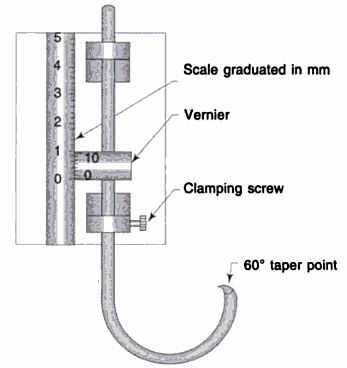 5
4
Scale graduated in mm
3
2
Vernier
1
10
0
0
Clamping screw
60° taper point